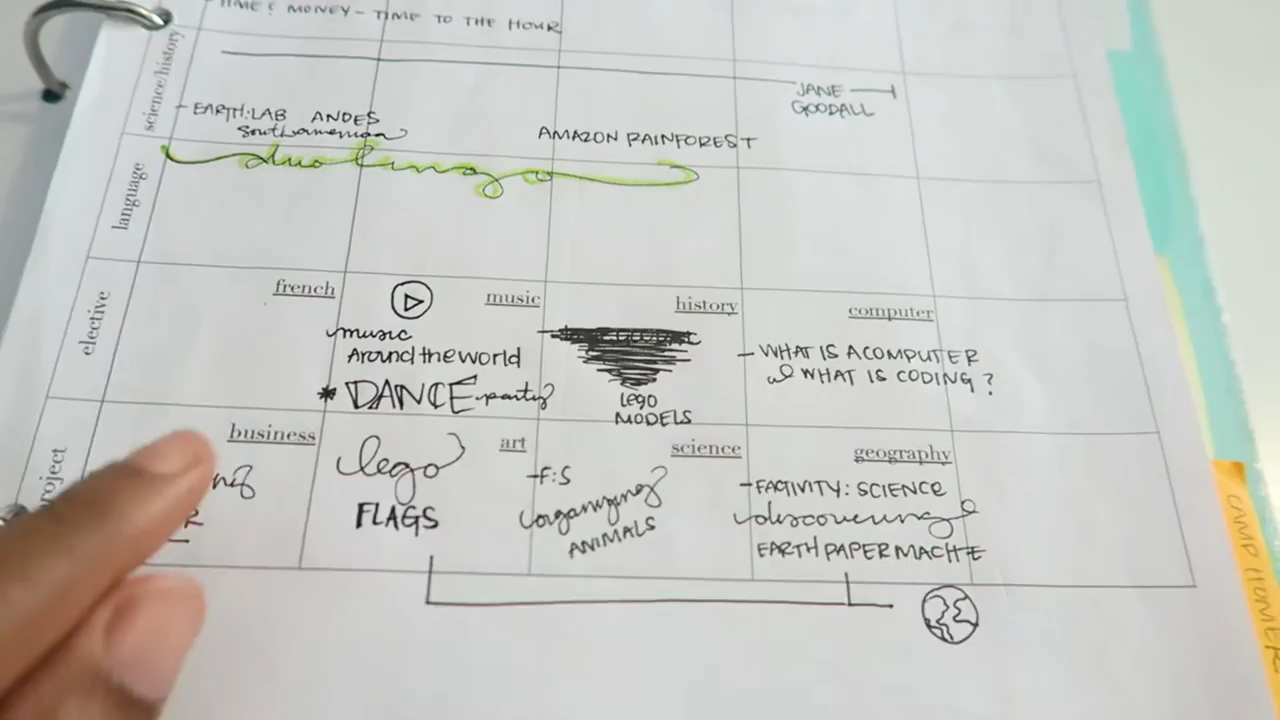 TIME & MONEY - TIME TO THE HOUR
science/history
JANE
GOODALL
- EARTH: LAB ANDES
South american
AMAZON RAINFOREST
duolingo
language
elective
french
music
history
computer
music
Around the world
* DANCE party
LEGO
MODELS
- WHAT IS A COMPUTER
& WHAT IS CODING?
project
business
art
science
geography
lego
FLAGS
-F:S
organizing
ANIMALS
- FACTIVITY: SCIENCE
discovering
EARTH PAPER MACHE
CAMP HOMER